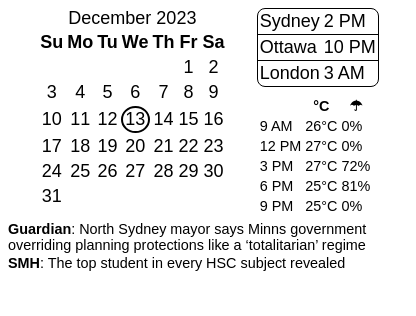 December 2023
Su Mo Tu We Th Fr Sa
1 2
3 4 5 6 7 8 9
10 11 12 13 14 15 16
17 18 19 20 21 22 23
24 25 26 27 28 29 30
31
Sydney 2 PM
Ottawa 10 PM
London 3 AM
°C ☂
9 AM 26°C 0%
12 PM 27°C 0%
3 PM 27°C 72%
6 PM 25°C 81%
9 PM 25°C 0%
Guardian: North Sydney mayor says Minns government
overriding planning protections like a ‘totalitarian’ regime
SMH: The top student in every HSC subject revealed